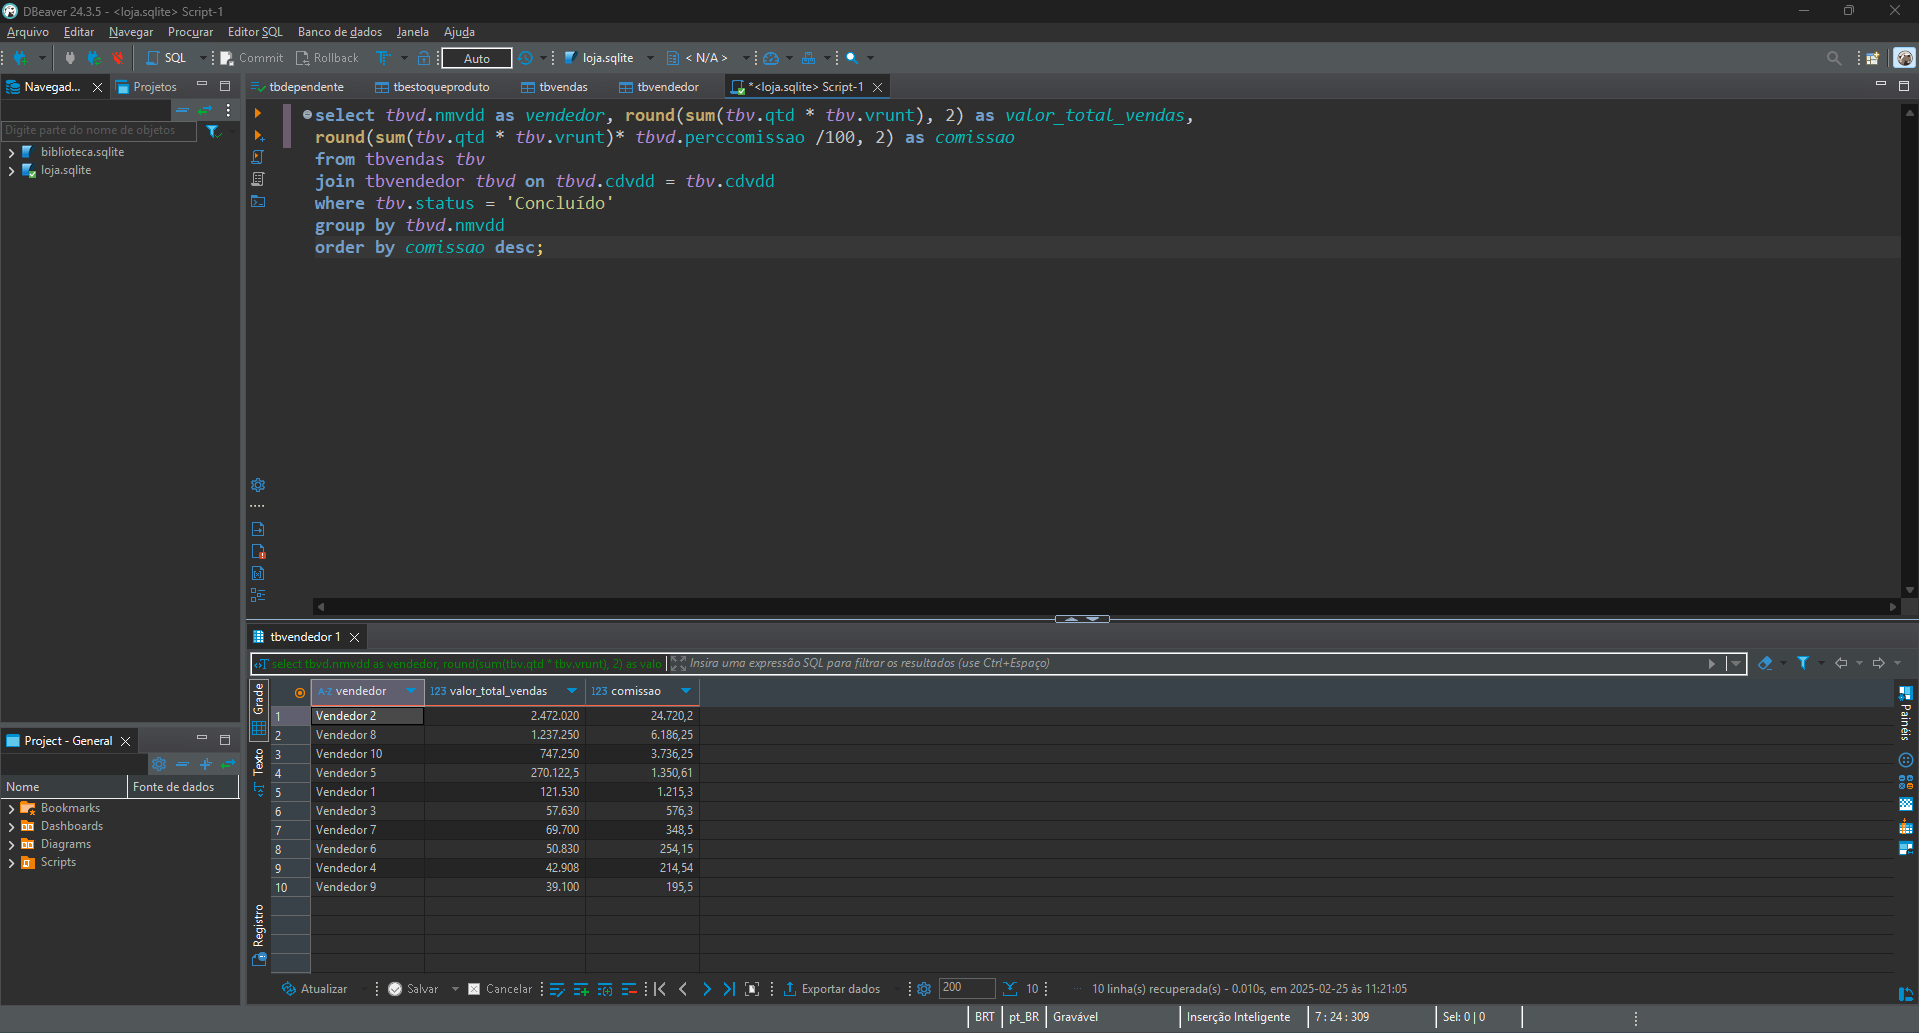 DBeaver 24.3.5 - <loja.sqlite> Script-1
Arquivo Editar Navegar Procurar Editor SQL Banco de dados Janela Ajuda
SQL Commit Rollback Auto loja.sqlite < N/A >
Navegad... Projetos
Digite parte do nome de objetos
biblioteca.sqlite
loja.sqlite
tbdependente tbestoqueproduto tbvendas tbvendedor *<loja.sqlite> Script-1
select tbvd.nmvdd as vendedor, round(sum(tbv.qtd * tbv.vrunt), 2) as valor_total_vendas,
round(sum(tbv.qtd * tbv.vrunt)* tbvd.perccomissao /100, 2) as comissao
from tbvendas tbv
join tbvendedor tbvd on tbvd.cdvdd = tbv.cdvdd
where tbv.status = 'Concluído'
group by tbvd.nmvdd
order by comissao desc;
Project - General
Nome Fonte de dados
Bookmarks
Dashboards
Diagrams
Scripts
tbvendedor 1
select tbvd.nmvdd as vendedor, round(sum(tbv.qtd * tbv.vrunt), 2) as valo Insira uma expressão SQL para filtrar os resultados (use Ctrl+Espaço)
Grade
Texto
Registro
A-Z vendedor 123 valor_total_vendas 123 comissao
1 Vendedor 2 2.472.020 24.720,2
2 Vendedor 8 1.237.250 6.186,25
3 Vendedor 10 747.250 3.736,25
4 Vendedor 5 270.122,5 1.350,61
5 Vendedor 1 121.530 1.215,3
6 Vendedor 3 57.630 576,3
7 Vendedor 7 69.700 348,5
8 Vendedor 6 50.830 254,15
9 Vendedor 4 42.908 214,54
10 Vendedor 9 39.100 195,5
Painéis
Atualizar Salvar Cancelar Exportar dados 200 10 10 linha(s) recuperada(s) - 0.010s, em 2025-02-25 às 11:21:05
BRT pt_BR Gravável Inserção Inteligente 7 : 24 : 309 Sel: 0 | 0